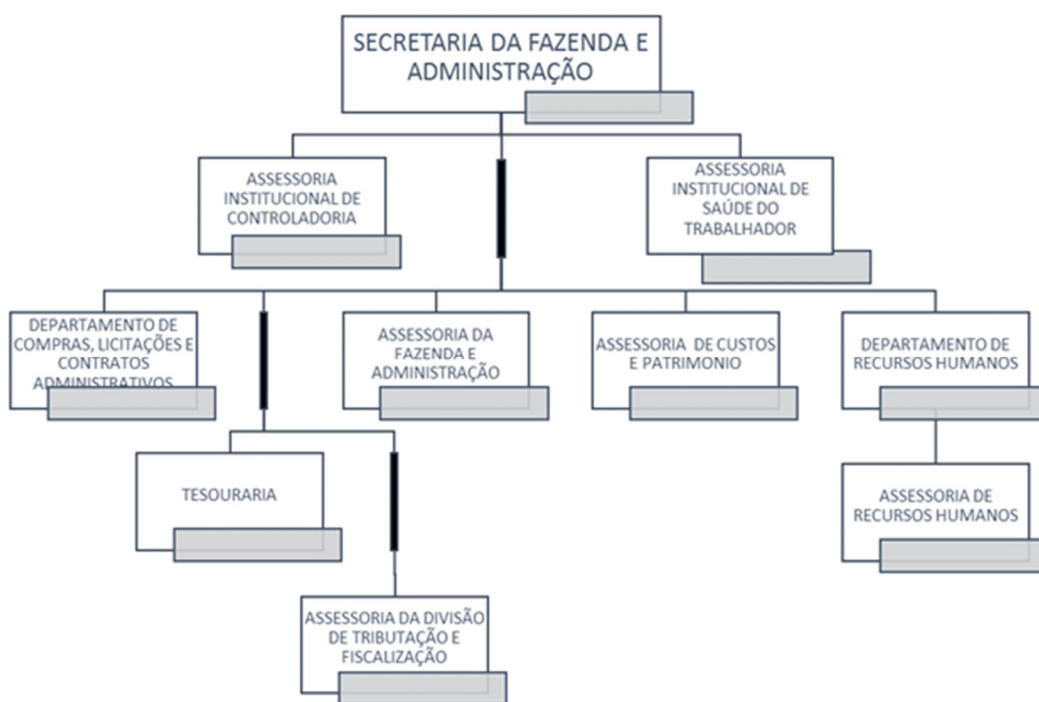 SECRETARIA DA FAZENDA E
ADMINISTRAÇÃO
ASSESSORIA
INSTITUCIONAL DE
CONTROLADORIA
ASSESSORIA
INSTITUCIONAL DE
SAÚDE DO
TRABALHADOR
DEPARTAMENTO DE
COMPRAS, LICITAÇÕES E
CONTRATOS
ADMINISTRATIVOS
ASSESSORIA DA
FAZENDA E
ADMINISTRAÇÃO
ASSESSORIA DE CUSTOS
E PATRIMONIO
DEPARTAMENTO DE
RECURSOS HUMANOS
TESOURARIA
ASSESSORIA DE
RECURSOS HUMANOS
ASSESSORIA DA DIVISÃO
DE TRIBUTAÇÃO E
FISCALIZAÇÃO